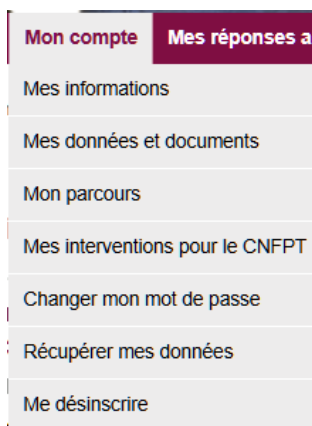 Mon compte Mes réponses a
Mes informations
Mes données et documents
Mon parcours
Mes interventions pour le CNFPT
Changer mon mot de passe
Récupérer mes données
Me désinscrire